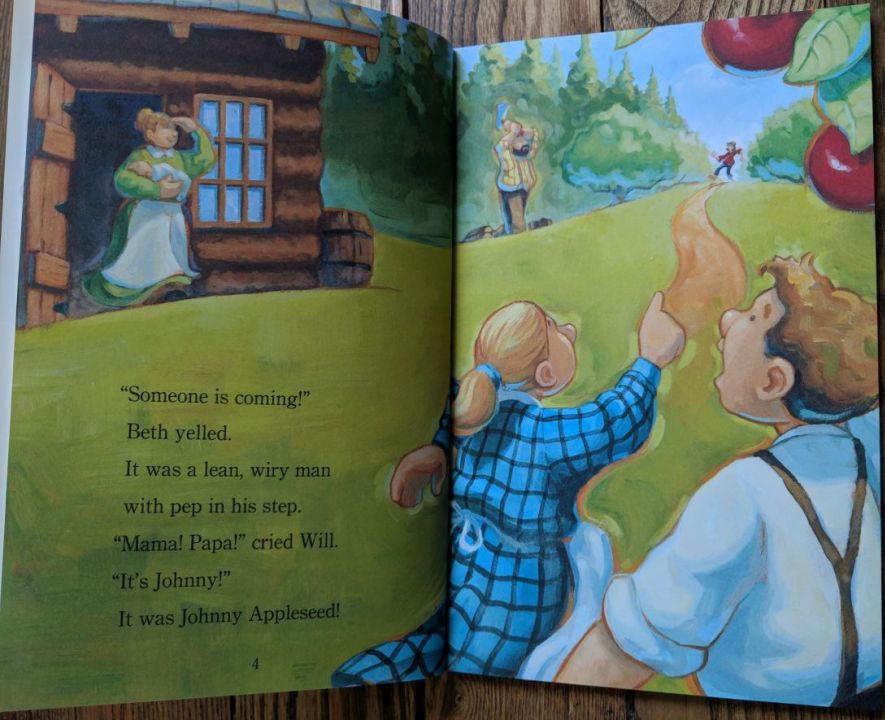 “Someone is coming!”
Beth yelled.
It was a lean, wiry man
with pep in his step.
“Mama! Papa!” cried Will.
“It’s Johnny!”
It was Johnny Appleseed!
4